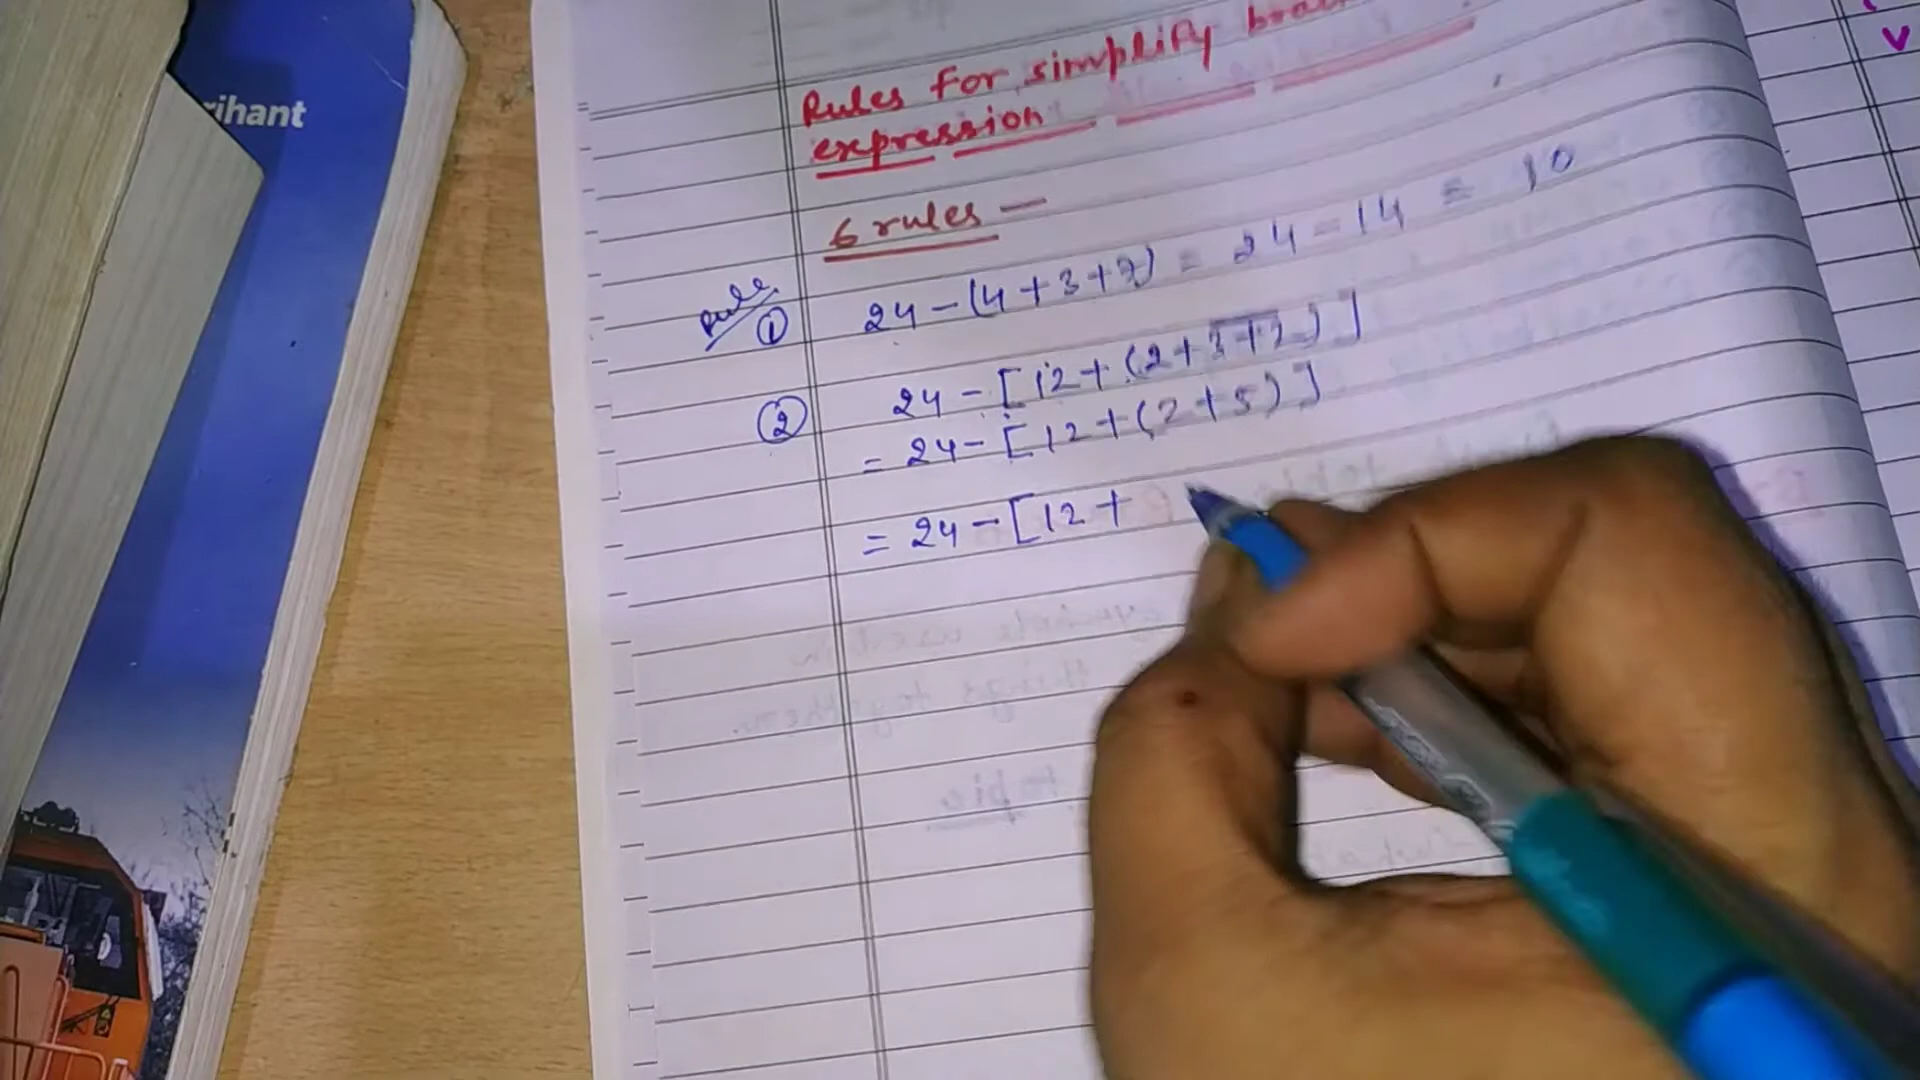 rihant
Rules for simplify
expression
6 rules —
Rule
① 24 - (4 + 3 + 7) = 24 - 14 = 10
② 24 - [12 + (2 + 3 + 2)]
= 24 - [12 + (2 + 5)]
= 24 - [12 +